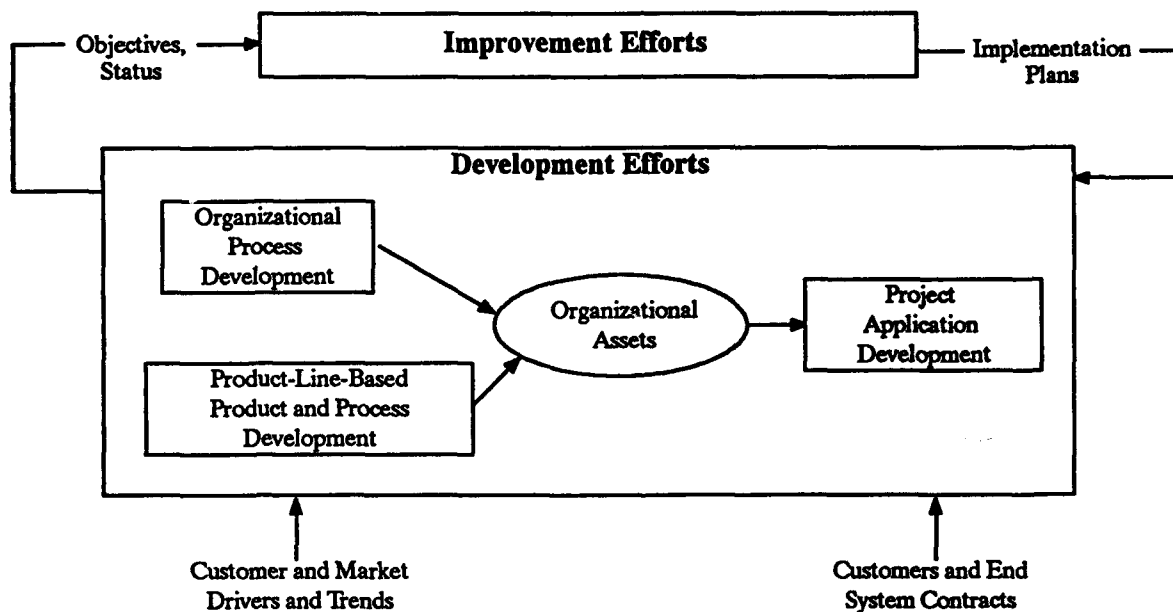 Objectives,
Status
Improvement Efforts
Implementation
Plans
Development Efforts
Organizational
Process
Development
Organizational
Assets
Project
Application
Development
Product-Line-Based
Product and Process
Development
Customer and Market
Drivers and Trends
Customers and End
System Contracts